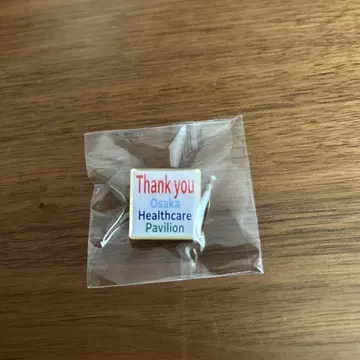 Thank you
Osaka
Healthcare
Pavilion